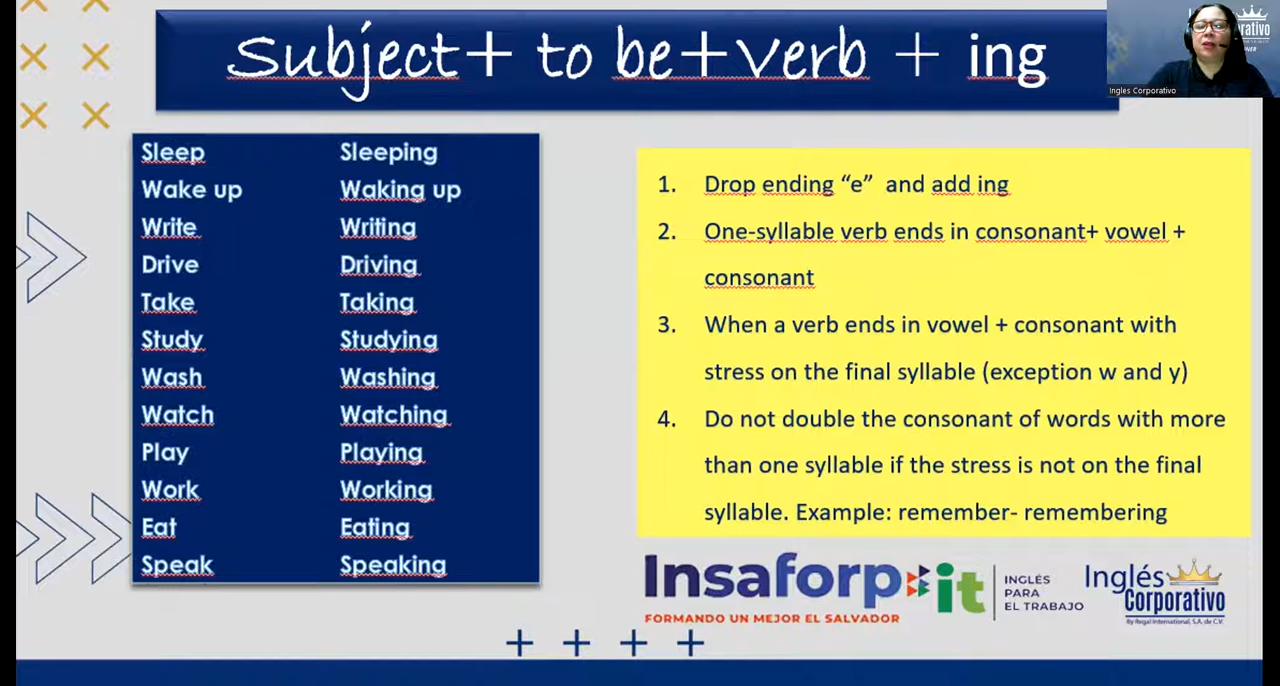 Subject+ to be+ verb + ing
Ingles Corporativo
Sleep Sleeping
Wake up Waking up
Write Writing
Drive Driving
Take Taking
Study Studying
Wash Washing
Watch Watching
Play Playing
Work Working
Eat Eating
Speak Speaking
1. Drop ending “e” and add ing
2. One-syllable verb ends in consonant+ vowel +
consonant
3. When a verb ends in vowel + consonant with
stress on the final syllable (exception w and y)
4. Do not double the consonant of words with more
than one syllable if the stress is not on the final
syllable. Example: remember- remembering
Insaforp
FORMANDO UN MEJOR EL SALVADOR
it
INGLÉS
PARA
EL TRABAJO
Inglés
Corporativo
By Regal International, S.A. de C.V.